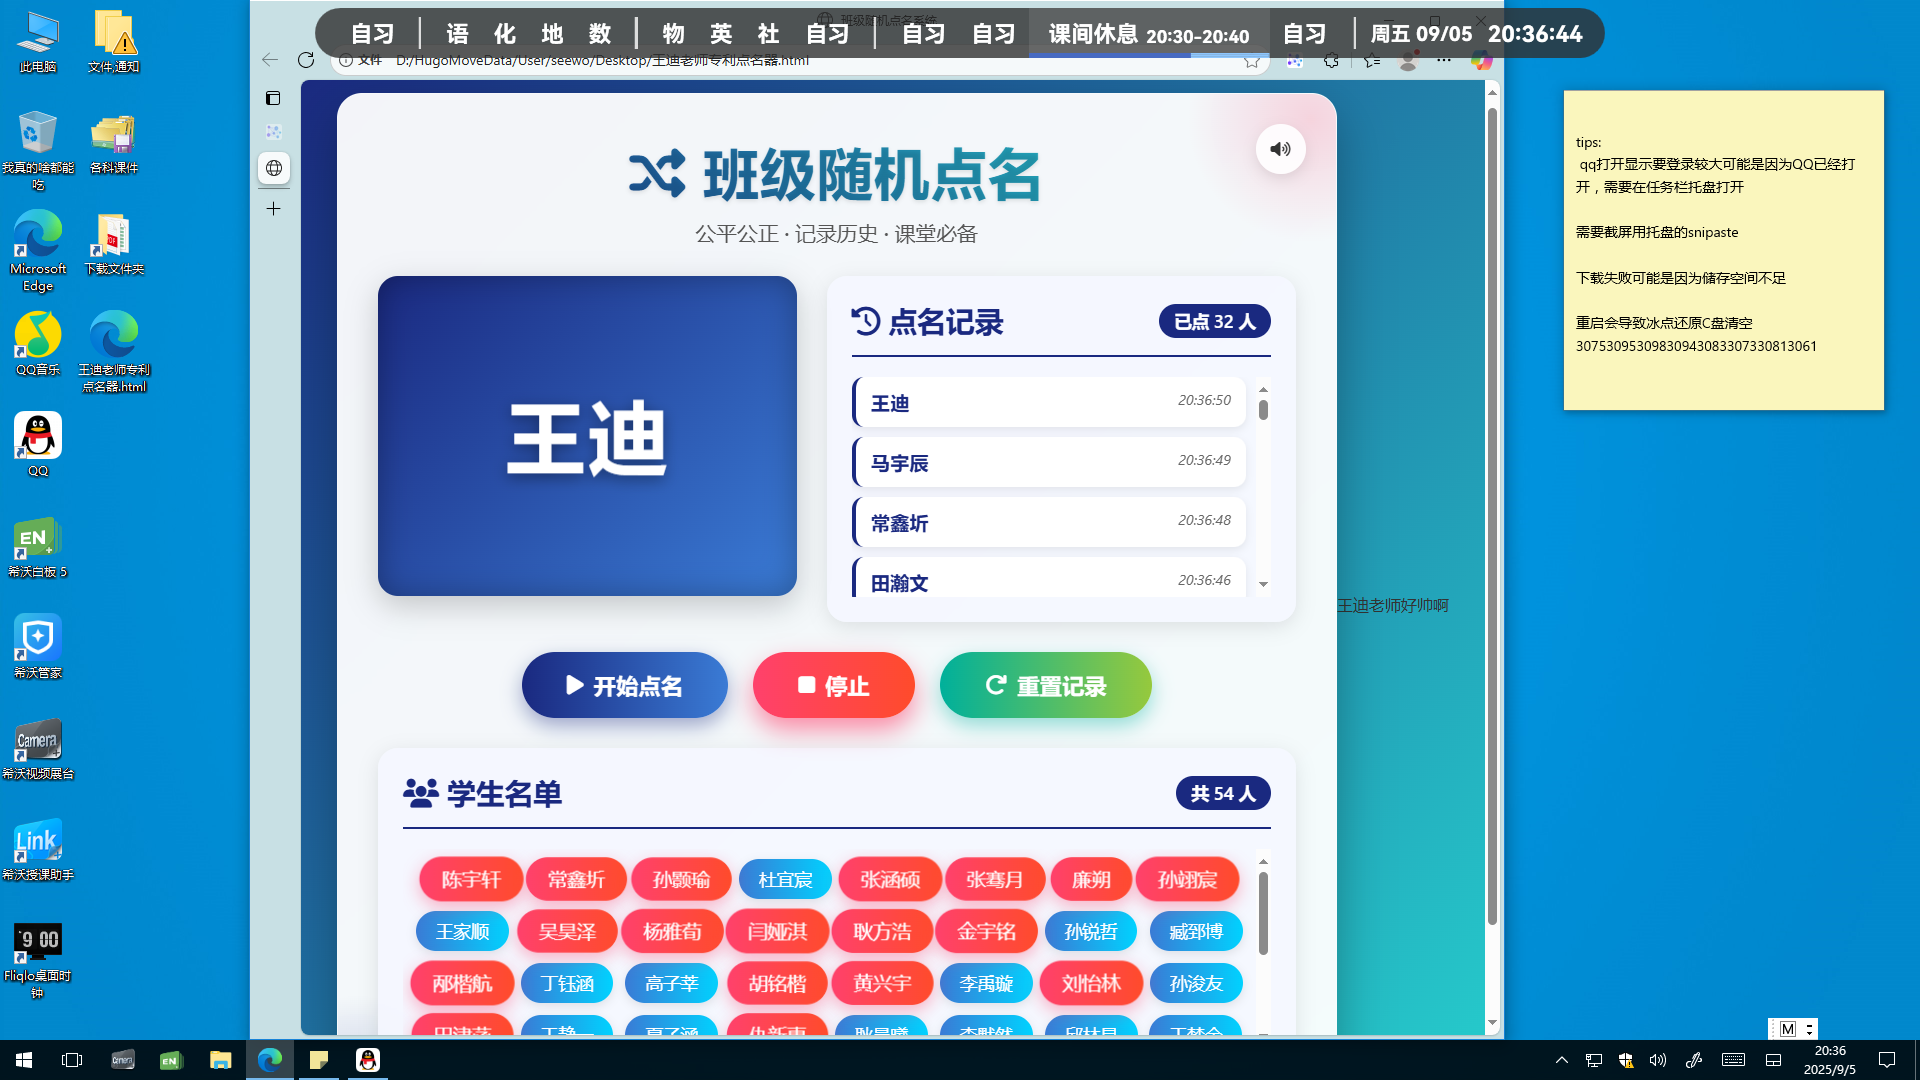 自习 语 化 地 数 物 英 社 自习 自习 自习 课间休息 20:30-20:40 自习 周五 09/05 20:36:44
文件 D:/HugoMoveData/User/seewo/Desktop/王迪老师专利点名器.html
此电脑
文件,通知
我真的啥都能吃
各科课件
Microsoft Edge
下载文件夹
QQ音乐
王迪老师专利点名器.html
QQ
EN
希沃白板 5
希沃管家
Camera
希沃视频展台
Link
希沃授课助手
9 00
Fliqlo桌面时钟
班级随机点名
公平公正 · 记录历史 · 课堂必备
王迪
点名记录
已点 32 人
王迪 20:36:50
马宇辰 20:36:49
常鑫圻 20:36:48
田瀚文 20:36:46
王迪老师好帅啊
开始点名
停止
重置记录
学生名单
共 54 人
陈宇轩 常鑫圻 孙颢瑜 杜宜宸 张涵硕 张骞月 廉朔 孙翊宸
王家顺 吴昊泽 杨雅荀 闫娅淇 耿方浩 金宇铭 孙锐哲 臧郅博
邴楷航 丁钰涵 高子莘 胡铭楷 黄兴宇 李禹璇 刘怡林 孙浚友
tips:
qq打开显示要登录较大可能是因为QQ已经打
开，需要在任务栏托盘打开
需要截屏用托盘的snipaste
下载失败可能是因为储存空间不足
重启会导致冰点还原C盘清空
30753095309830943083307330813061
M
20:36
2025/9/5